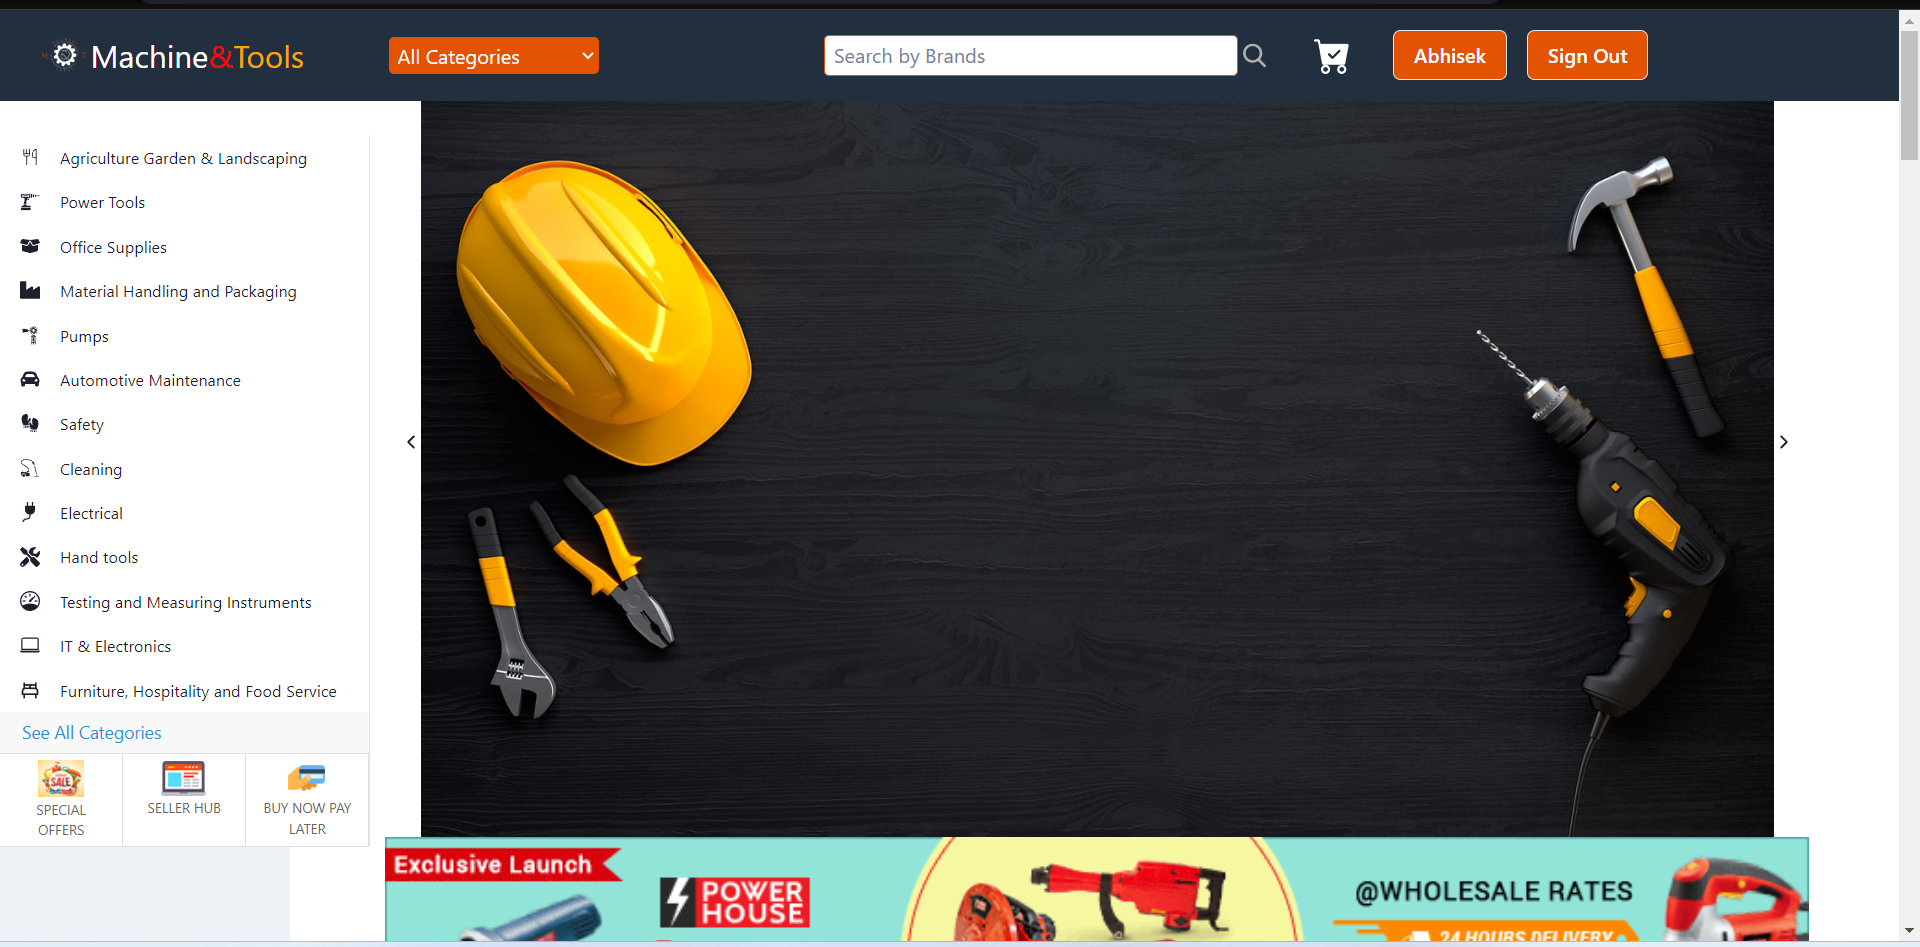 Machine&Tools
All Categories
Search by Brands
Abhisek
Sign Out
Agriculture Garden & Landscaping
Power Tools
Office Supplies
Material Handling and Packaging
Pumps
Automotive Maintenance
Safety
Cleaning
Electrical
Hand tools
Testing and Measuring Instruments
IT & Electronics
Furniture, Hospitality and Food Service
See All Categories
SALE
SPECIAL
OFFERS
SELLER HUB
BUY NOW PAY
LATER
Exclusive Launch
POWER
HOUSE
@WHOLESALE RATES
24 HOURS DELIVERY